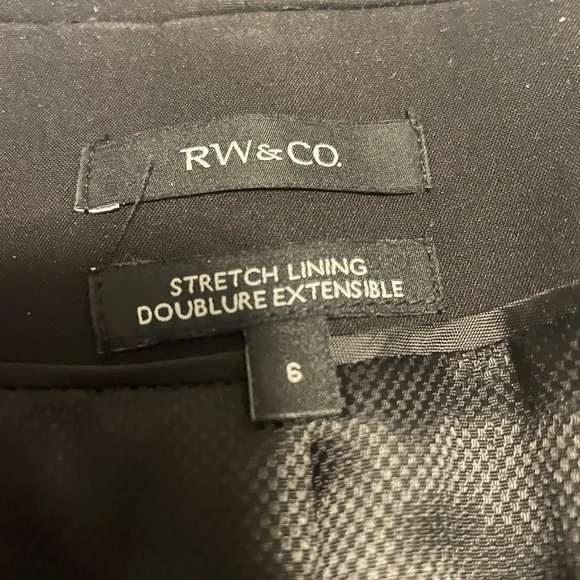 RW&CO.
STRETCH LINING
DOUBLURE EXTENSIBLE
6